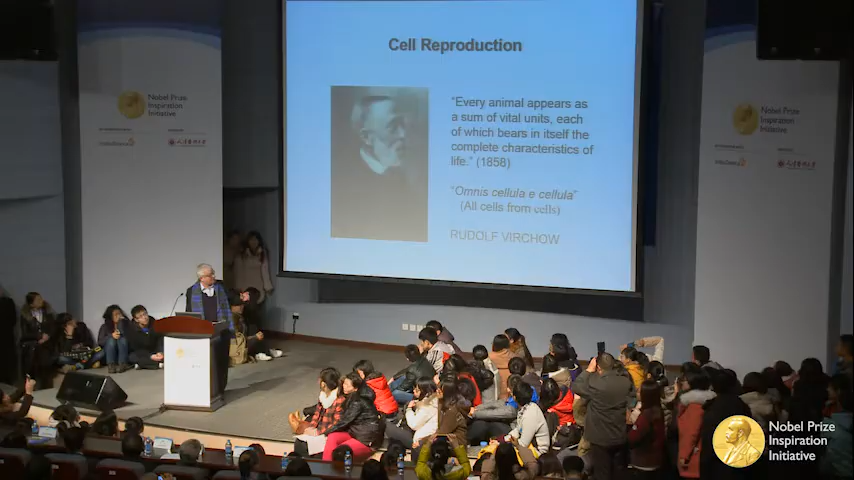 Cell Reproduction
"Every animal appears as
a sum of vital units, each
of which bears in itself the
complete characteristics of
life." (1858)
"Omnis cellula e cellula"
(All cells from cells)
RUDOLF VIRCHOW
Nobel Prize
Inspiration
Initiative
Nobel Prize
Inspiration
Initiative
Nobel Prize
Inspiration
Initiative